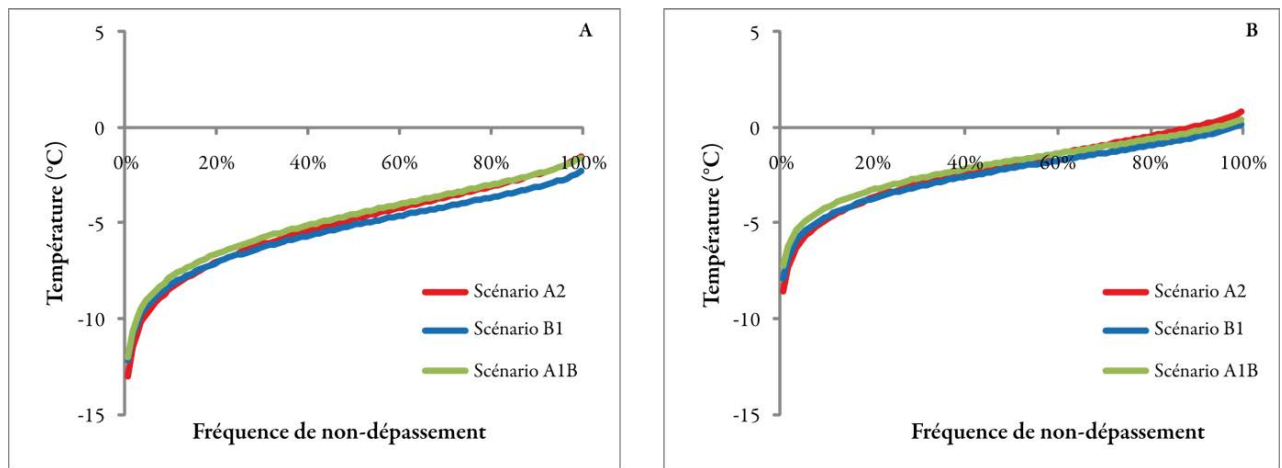 A
5
0
-5
-10
-15
Température (°C)
0% 20% 40% 60% 80% 100%
Scénario A2
Scénario B1
Scénario A1B
Fréquence de non-dépassement
B
5
0
-5
-10
-15
Température (°C)
0% 20% 40% 60% 80% 100%
Scénario A2
Scénario B1
Scénario A1B
Fréquence de non-dépassement